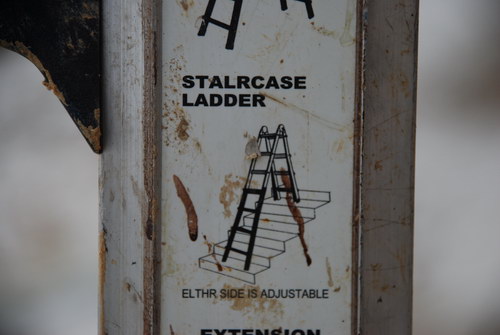 STALRCASE
LADDER
ELTHR SIDE IS ADJUSTABLE
EXTENSION